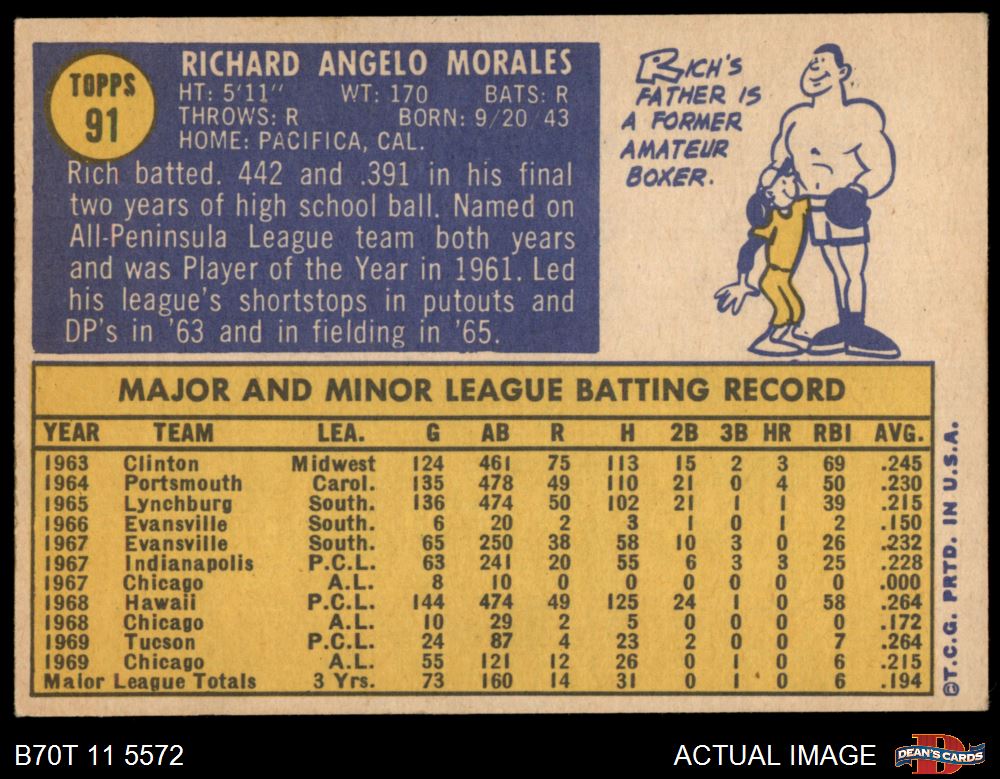 TOPPS
91
RICHARD ANGELO MORALES
HT: 5'11" WT: 170 BATS: R
THROWS: R BORN: 9/20/43
HOME: PACIFICA, CAL.
Rich batted. 442 and .391 in his final
two years of high school ball. Named on
All-Peninsula League team both years
and was Player of the Year in 1961. Led
his league's shortstops in putouts and
DP's in '63 and in fielding in '65.
RICH'S
FATHER IS
A FORMER
AMATEUR
BOXER.
MAJOR AND MINOR LEAGUE BATTING RECORD
YEAR TEAM LEA. G AB R H 2B 3B HR RBI AVG.
1963 Clinton Midwest 124 461 75 113 15 2 3 69 .245
1964 Portsmouth Carol. 135 478 49 110 21 0 4 50 .230
1965 Lynchburg South. 136 474 50 102 21 1 1 39 .215
1966 Evansville South. 6 20 2 3 1 0 1 2 .150
1967 Evansville South. 65 250 38 58 10 3 0 26 .232
1967 Indianapolis P.C.L. 63 241 20 55 6 3 3 25 .228
1967 Chicago A.L. 8 10 0 0 0 0 0 0 .000
1968 Hawaii P.C.L. 144 474 49 125 24 1 0 58 .264
1968 Chicago A.L. 10 29 2 5 0 0 0 0 .172
1969 Tucson P.C.L. 24 87 4 23 2 0 0 7 .264
1969 Chicago A.L. 55 121 12 26 0 1 0 6 .215
Major League Totals 3 Yrs. 73 160 14 31 0 1 0 6 .194
©T.C.G. PRTD. IN U.S.A.
B70T 11 5572
ACTUAL IMAGE
D
DEAN'S CARDS